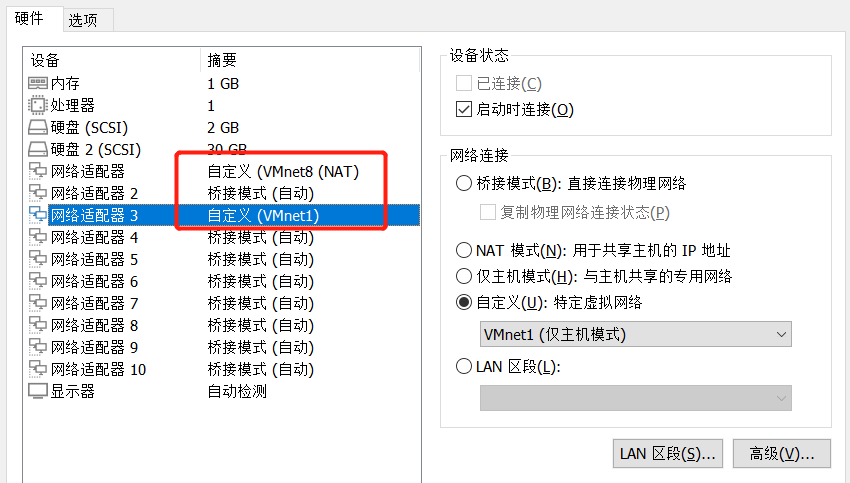 硬件 选项
设备 摘要
内存 1 GB
处理器 1
硬盘 (SCSI) 2 GB
硬盘 2 (SCSI) 30 GB
网络适配器 自定义 (VMnet8 (NAT)
网络适配器 2 桥接模式 (自动)
网络适配器 3 自定义 (VMnet1)
网络适配器 4 桥接模式 (自动)
网络适配器 5 桥接模式 (自动)
网络适配器 6 桥接模式 (自动)
网络适配器 7 桥接模式 (自动)
网络适配器 8 桥接模式 (自动)
网络适配器 9 桥接模式 (自动)
网络适配器 10 桥接模式 (自动)
显示器 自动检测
设备状态
已连接(C)
启动时连接(O)
网络连接
桥接模式(B): 直接连接物理网络
复制物理网络连接状态(P)
NAT 模式(N): 用于共享主机的 IP 地址
仅主机模式(H): 与主机共享的专用网络
自定义(U): 特定虚拟网络
VMnet1 (仅主机模式)
LAN 区段(L):
LAN 区段(S)... 高级(V)...